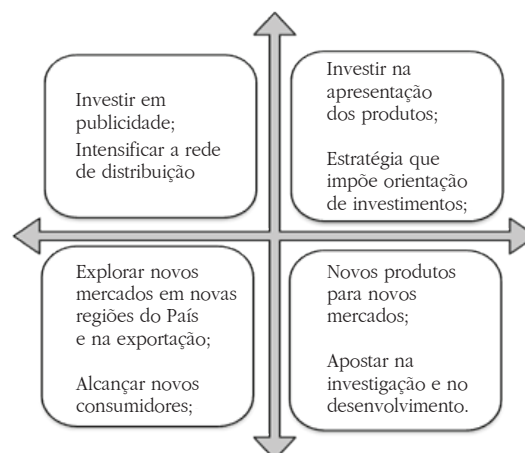 Investir em
publicidade;
Intensificar a rede
de distribuição
Investir na
apresentação
dos produtos;
Estratégia que
impõe orientação
de investimentos;
Explorar novos
mercados em novas
regiões do País
e na exportação;
Alcançar novos
consumidores;
Novos produtos
para novos
mercados;
Apostar na
investigação e no
desenvolvimento.